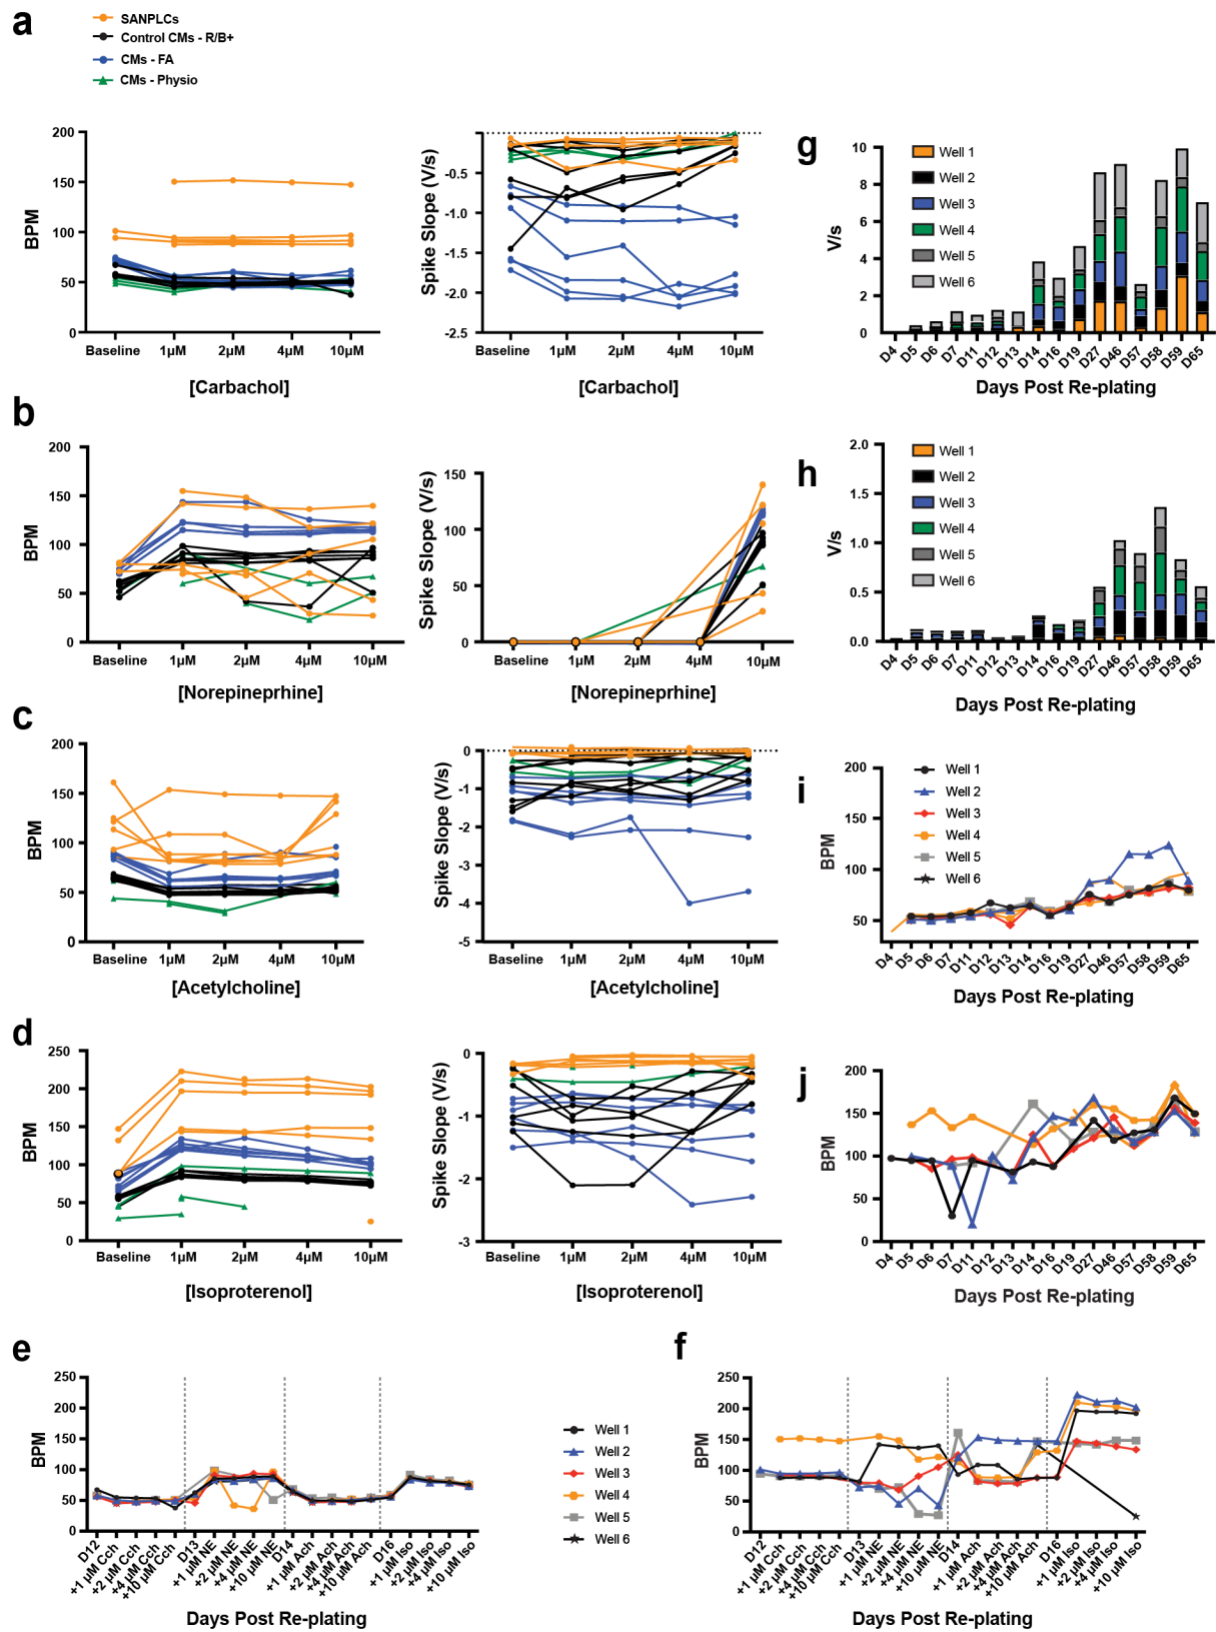 a
SANPLCs
Control CMs - R/B+
CMs - FA
CMs - Physio
200
150
100
50
0
BPM
Baseline 1µM 2µM 4µM 10µM
[Carbachol]
-0.5
-1.0
-1.5
-2.0
-2.5
Spike Slope (V/s)
Baseline 1µM 2µM 4µM 10µM
[Carbachol]
g
10
8
6
4
2
0
V/s
Well 1
Well 2
Well 3
Well 4
Well 5
Well 6
D4 D5 D6 D7 D11 D12 D13 D14 D16 D19 D27 D46 D57 D58 D59 D65
Days Post Re-plating
b
200
150
100
50
0
BPM
Baseline 1µM 2µM 4µM 10µM
[Norepineprhine]
150
100
50
0
Spike Slope (V/s)
Baseline 1µM 2µM 4µM 10µM
[Norepineprhine]
h
2.0
1.5
1.0
0.5
0.0
V/s
Well 1
Well 2
Well 3
Well 4
Well 5
Well 6
D4 D5 D6 D7 D11 D12 D13 D14 D16 D19 D27 D46 D57 D58 D59 D65
Days Post Re-plating
c
200
150
100
50
0
BPM
Baseline 1µM 2µM 4µM 10µM
[Acetylcholine]
0
-1
-2
-3
-4
-5
Spike Slope (V/s)
Baseline 1µM 2µM 4µM 10µM
[Acetylcholine]
i
200
150
100
50
BPM
Well 1
Well 2
Well 3
Well 4
Well 5
Well 6
D4 D5 D6 D7 D11 D12 D13 D14 D16 D19 D27 D46 D57 D58 D59 D65
Days Post Re-plating
d
250
200
150
100
50
0
BPM
Baseline 1µM 2µM 4µM 10µM
[Isoproterenol]
0
-1
-2
-3
Spike Slope (V/s)
Baseline 1µM 2µM 4µM 10µM
[Isoproterenol]
j
200
150
100
50
0
BPM
D4 D5 D6 D7 D11 D12 D13 D14 D16 D19 D27 D46 D57 D58 D59 D65
Days Post Re-plating
e
250
200
150
100
50
0
BPM
D12 +1 µM Cch +2 µM Cch +4 µM Cch +10 µM Cch D13 +1 µM NE +2 µM NE +4 µM NE +10 µM NE D14 +1 µM Ach +2 µM Ach +4 µM Ach +10 µM Ach D16 +1 µM Iso +2 µM Iso +4 µM Iso +10 µM Iso
Days Post Re-plating
Well 1
Well 2
Well 3
Well 4
Well 5
Well 6
f
250
200
150
100
50
0
BPM
D12 +1 µM Cch +2 µM Cch +4 µM Cch +10 µM Cch D13 +1 µM NE +2 µM NE +4 µM NE +10 µM NE D14 +1 µM Ach +2 µM Ach +4 µM Ach +10 µM Ach D16 +1 µM Iso +2 µM Iso +4 µM Iso +10 µM Iso
Days Post Re-plating